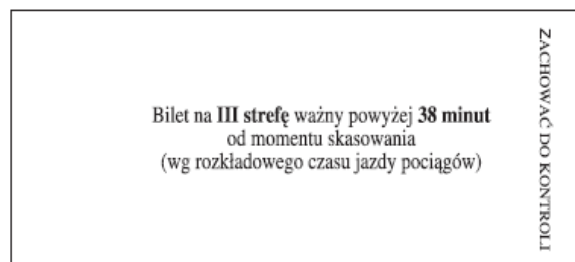 Bilet na III strefę ważny powyżej 38 minut
od momentu skasowania
(wg rozkładowego czasu jazdy pociągów)
ZACHOWAĆ DO KONTROLI